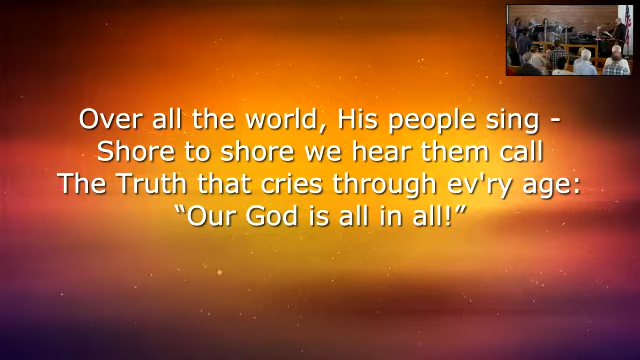 Over all the world, His people sing -
Shore to shore we hear them call
The Truth that cries through ev'ry age:
“Our God is all in all!”